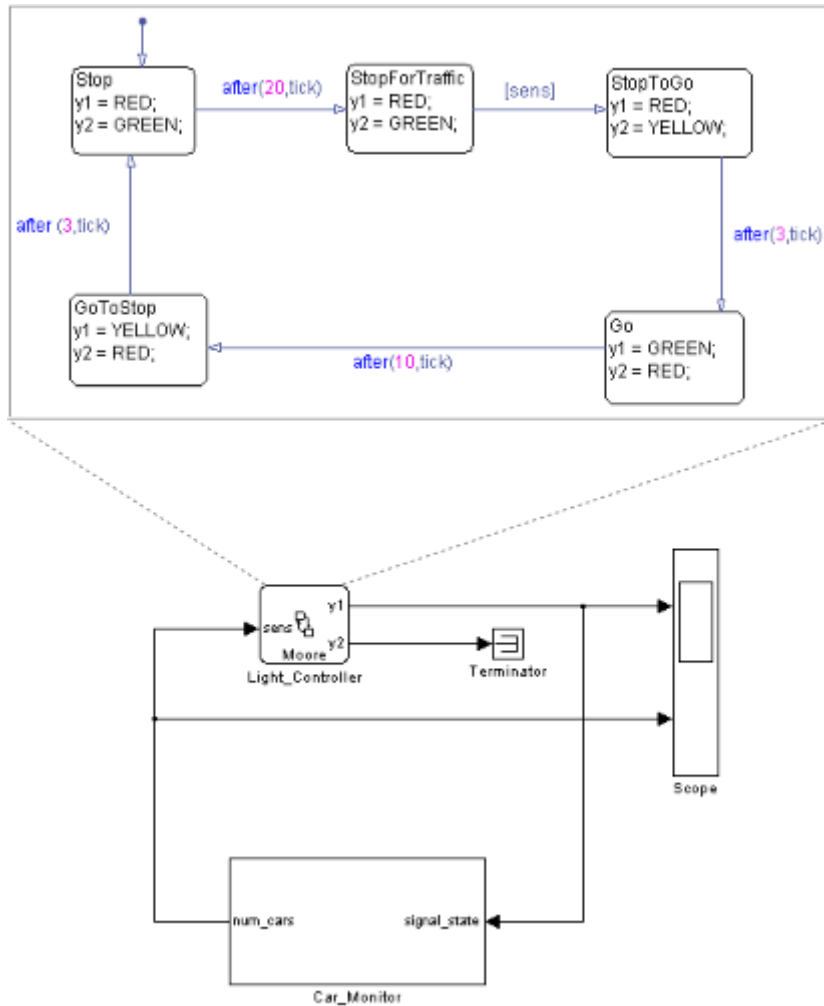 Stop
y1 = RED;
y2 = GREEN;
after(20,tick)
StopForTraffic
y1 = RED;
y2 = GREEN;
[sens]
StopToGo
y1 = RED;
y2 = YELLOW;
after (3,tick)
after(3,tick)
GoToStop
y1 = YELLOW;
y2 = RED;
after(10,tick)
Go
y1 = GREEN;
y2 = RED;
sens
y1
y2
Moore
Light_Controller
Terminator
Scope
num_cars
signal_state
Car_Monitor